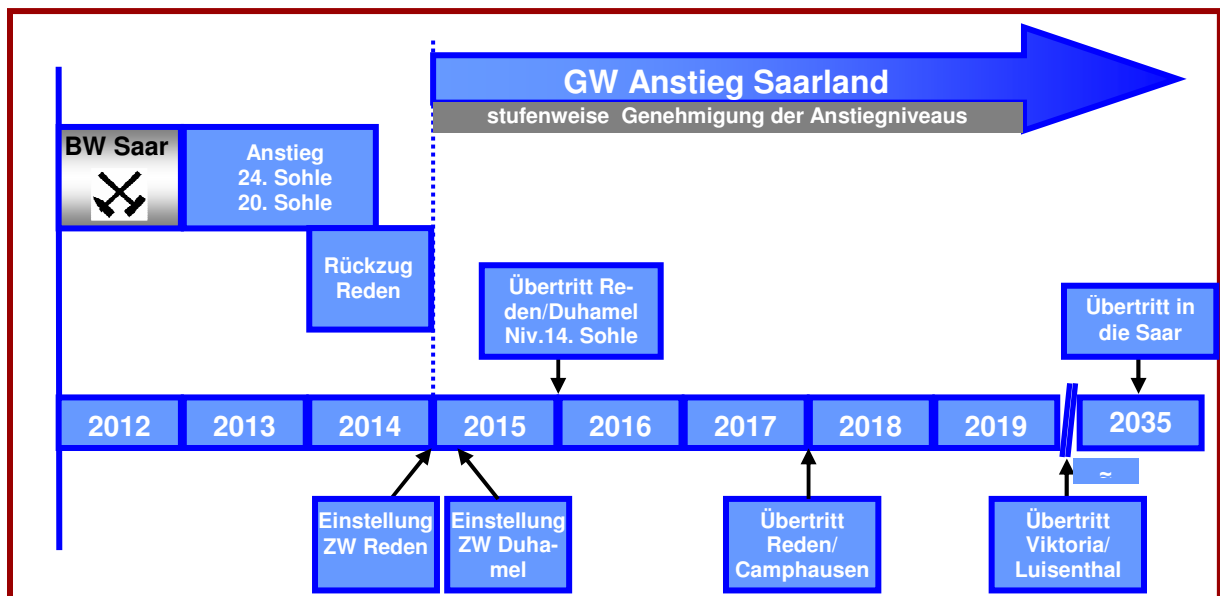 GW Anstieg Saarland
stufenweise Genehmigung der Anstiegniveaus
BW Saar
Anstieg
24. Sohle
20. Sohle
Rückzug
Reden
Übertritt Re-
den/Duhamel
Niv.14. Sohle
Übertritt in
die Saar
2012 2013 2014 2015 2016 2017 2018 2019 2035
~
Einstellung
ZW Reden
Einstellung
ZW Duha-
mel
Übertritt
Reden/
Camphausen
Übertritt
Viktoria/
Luisenthal